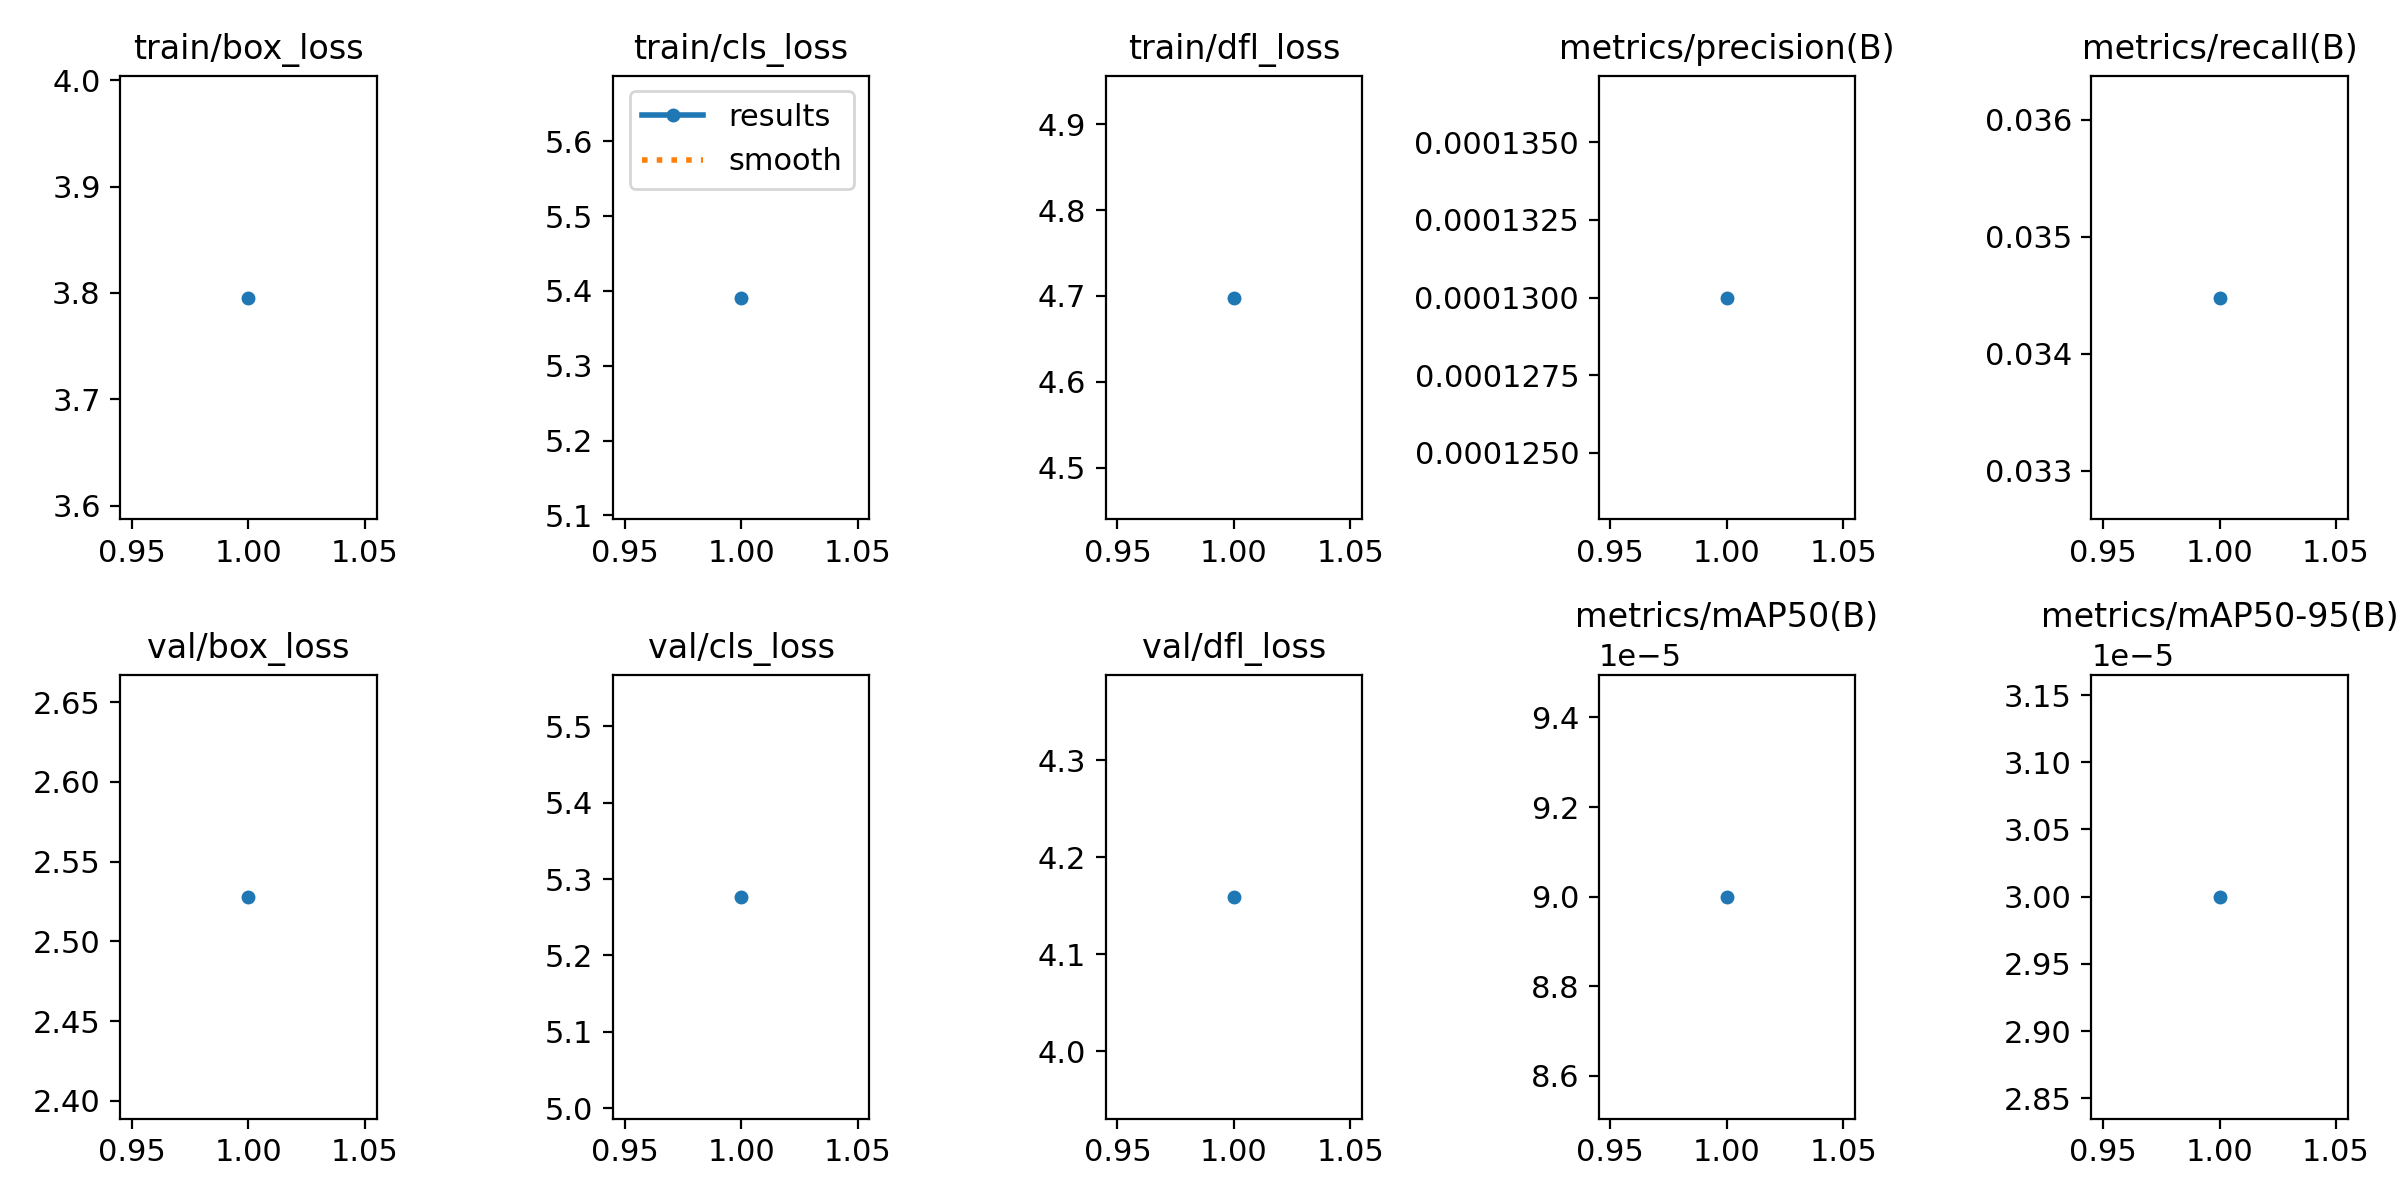 train/box_loss
4.0
3.9
3.8
3.7
3.6
0.95 1.00 1.05
train/cls_loss
results
smooth
5.6
5.5
5.4
5.3
5.2
5.1
0.95 1.00 1.05
train/dfl_loss
4.9
4.8
4.7
4.6
4.5
0.95 1.00 1.05
metrics/precision(B)
0.0001350
0.0001325
0.0001300
0.0001275
0.0001250
0.95 1.00 1.05
metrics/recall(B)
0.036
0.035
0.034
0.033
0.95 1.00 1.05
val/box_loss
2.65
2.60
2.55
2.50
2.45
2.40
0.95 1.00 1.05
val/cls_loss
5.5
5.4
5.3
5.2
5.1
5.0
0.95 1.00 1.05
val/dfl_loss
4.3
4.2
4.1
4.0
0.95 1.00 1.05
metrics/mAP50(B)
1e−5
9.4
9.2
9.0
8.8
8.6
0.95 1.00 1.05
metrics/mAP50-95(B)
1e−5
3.15
3.10
3.05
3.00
2.95
2.90
2.85
0.95 1.00 1.05